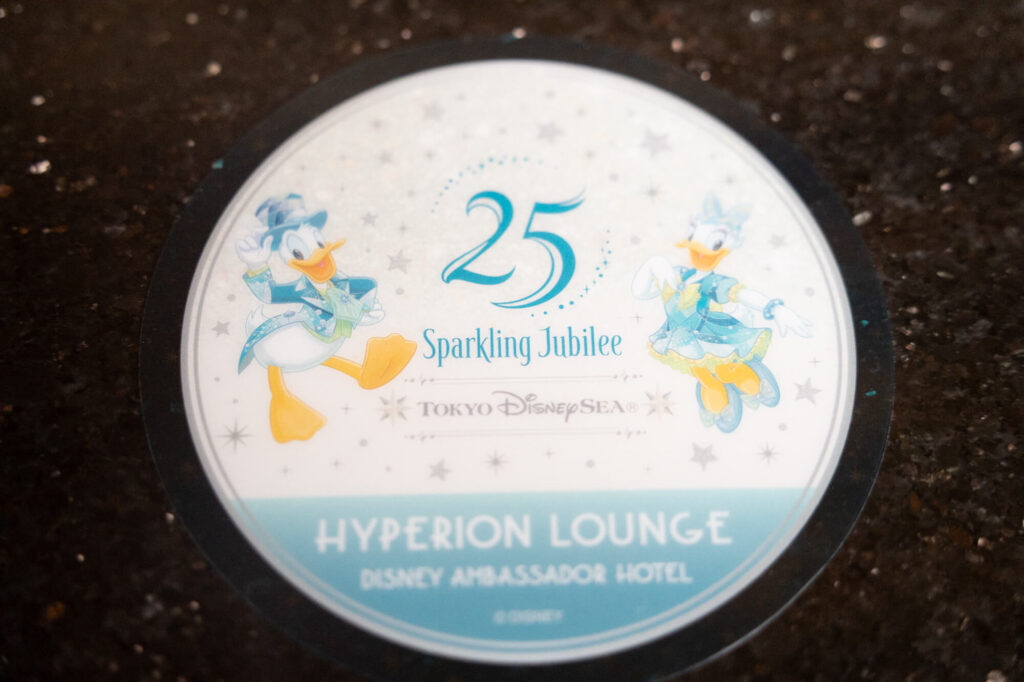 25
Sparkling Jubilee
TOKYO DISNEYSEA®
HYPERION LOUNGE
DISNEY AMBASSADOR HOTEL
© DISNEY